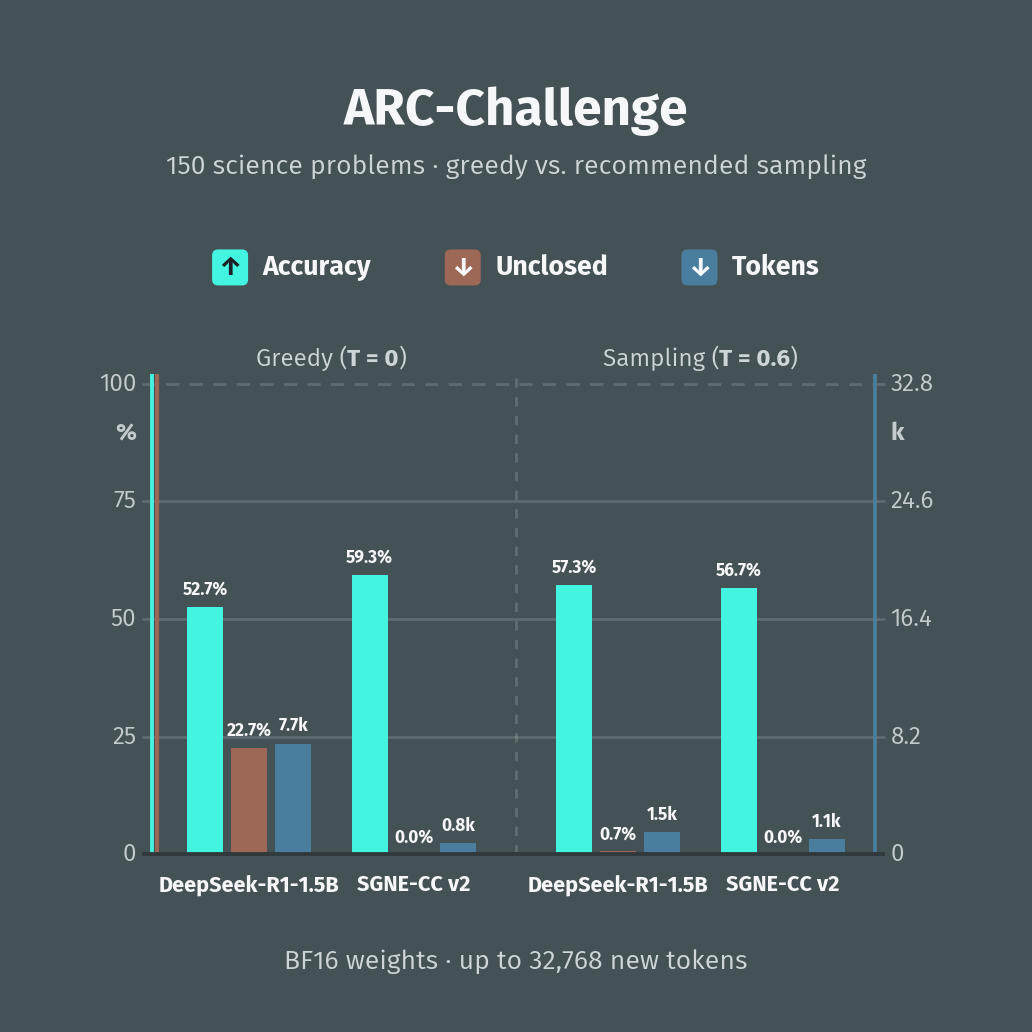 ARC-Challenge
150 science problems · greedy vs. recommended sampling
↑ Accuracy ↓ Unclosed ↓ Tokens
Greedy (T = 0) Sampling (T = 0.6)
100 32.8
% k
75 24.6
59.3% 57.3% 56.7%
52.7%
50 16.4
22.7% 7.7k
25 8.2
0.0% 0.8k 0.7% 1.5k 0.0% 1.1k
0 0
DeepSeek-R1-1.5B SGNE-CC v2 DeepSeek-R1-1.5B SGNE-CC v2
BF16 weights · up to 32,768 new tokens